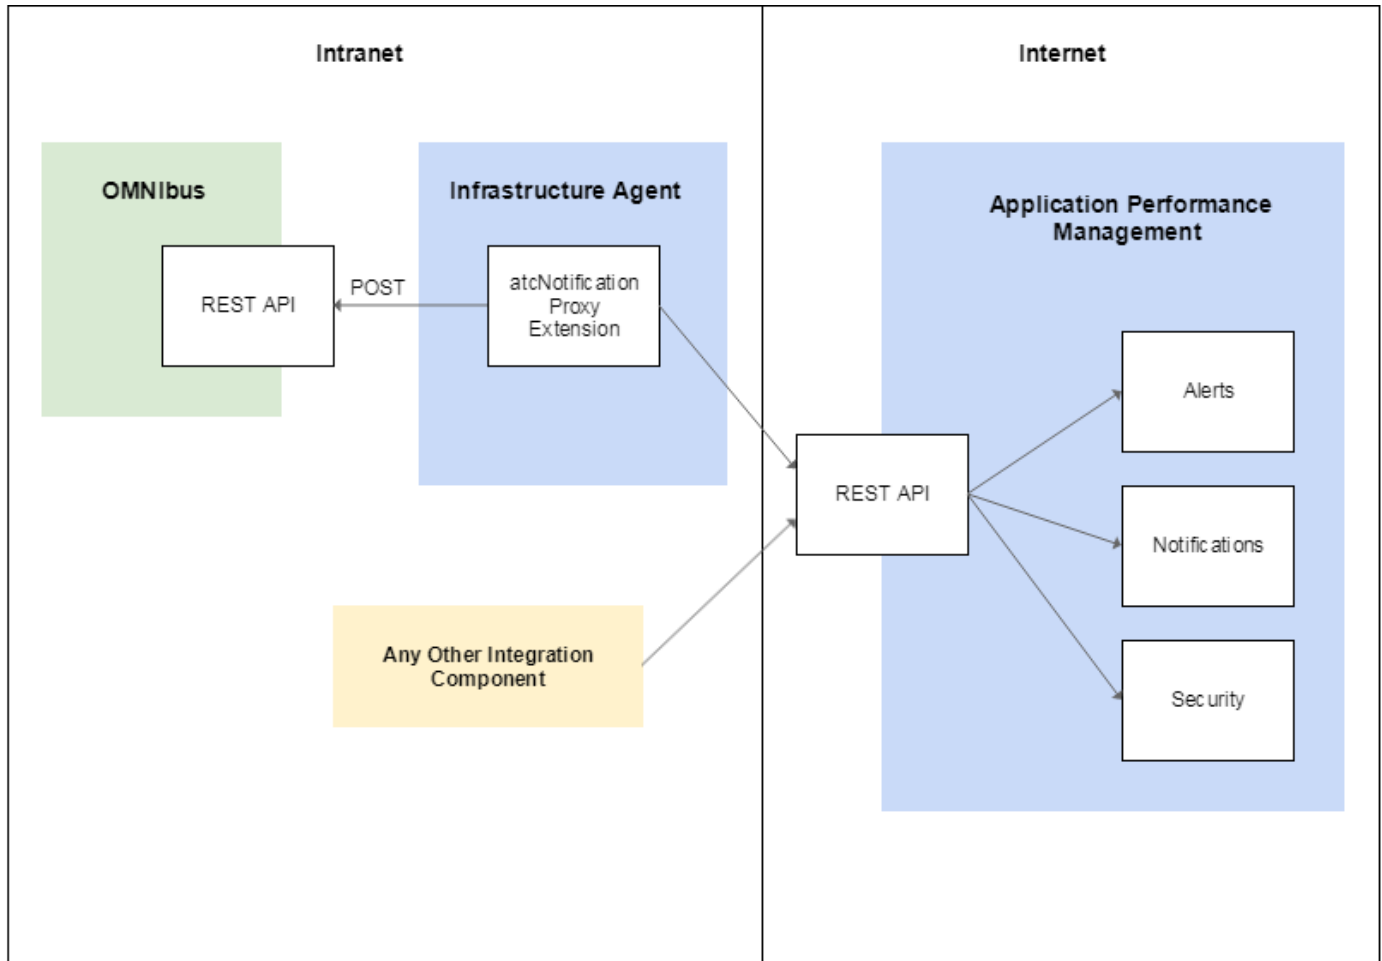 Intranet
Internet
OMNIbus
Infrastructure Agent
Application Performance
Management
REST API
POST
atcNotification
Proxy
Extension
Alerts
REST API
Notifications
Any Other Integration
Component
Security